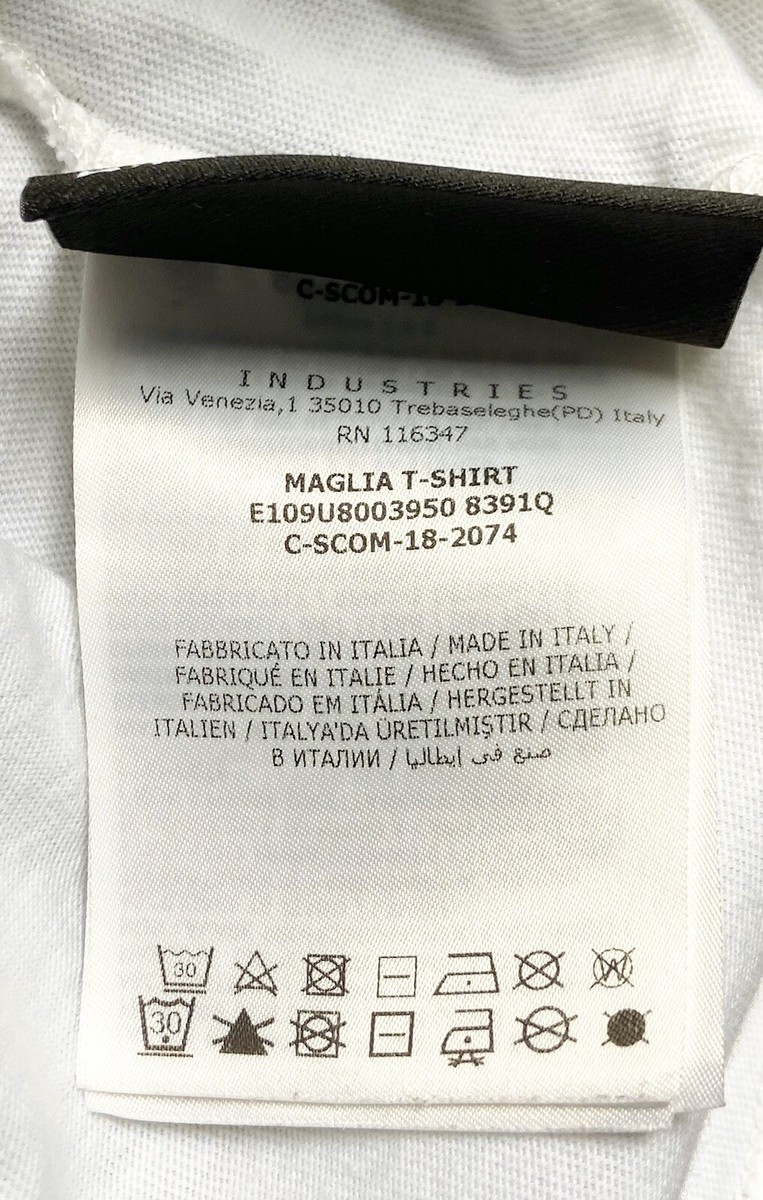 C-SCOM-18-
INDUSTRIES
Via Venezia,1 35010 Trebaseleghe(PD) Italy
RN 116347
MAGLIA T-SHIRT
E109U8003950 8391Q
C-SCOM-18-2074
FABBRICATO IN ITALIA / MADE IN ITALY /
FABRIQUÉ EN ITALIE / HECHO EN ITALIA /
FABRICADO EM ITÁLIA / HERGESTELLT IN
ITALIEN / ITALYA'DA ÜRETILMIŞTIR / СДЕЛАНО
В ИТАЛИИ / صنع في ايطاليا
30 W
30